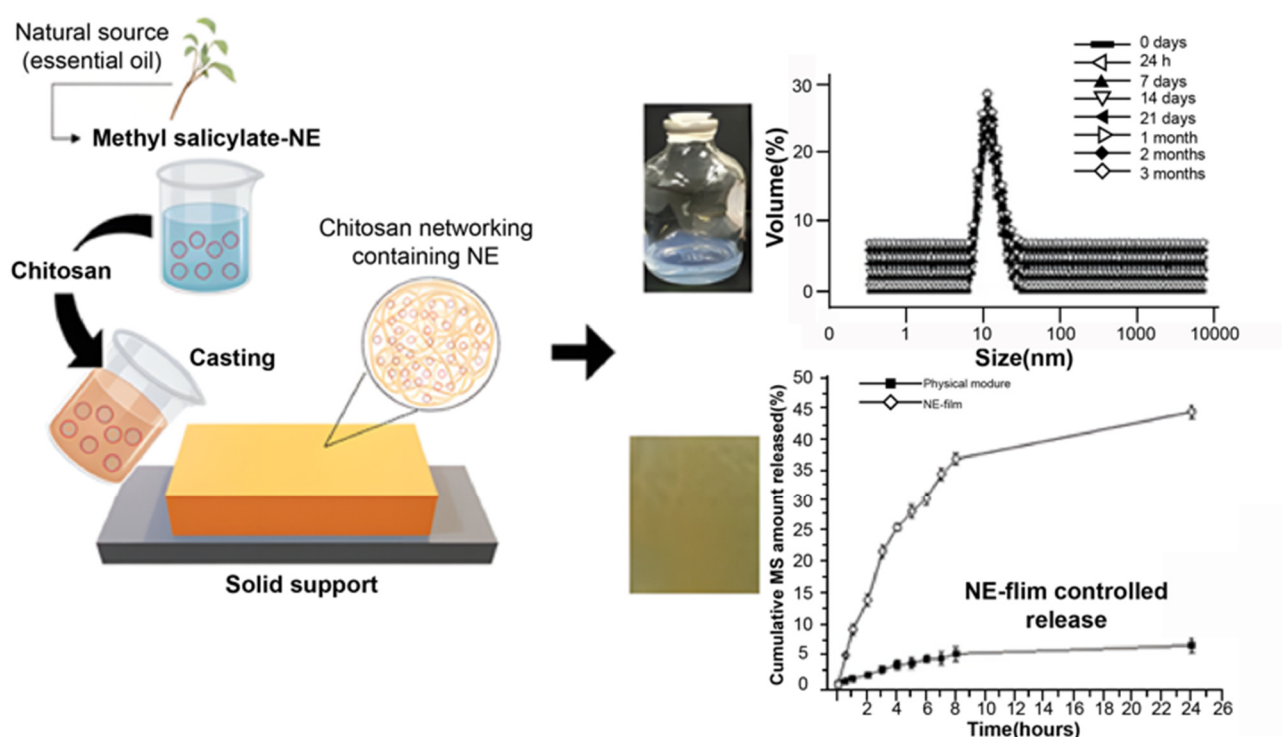 Natural source
(essential oil)
Methyl salicylate-NE
Chitosan
Casting
Chitosan networking
containing NE
Solid support
0 days
24 h
7 days
14 days
21 days
1 month
2 months
3 months
Volume(%)
30
20
10
0
0 1 10 100 1000 10000
Size(nm)
Physical modure
NE-film
Cumulative MS amount released(%)
50
45
40
35
30
25
20
15
10
5
0
NE-flim controlled
release
2 4 6 8 10 12 14 16 18 20 22 24 26
Time(hours)